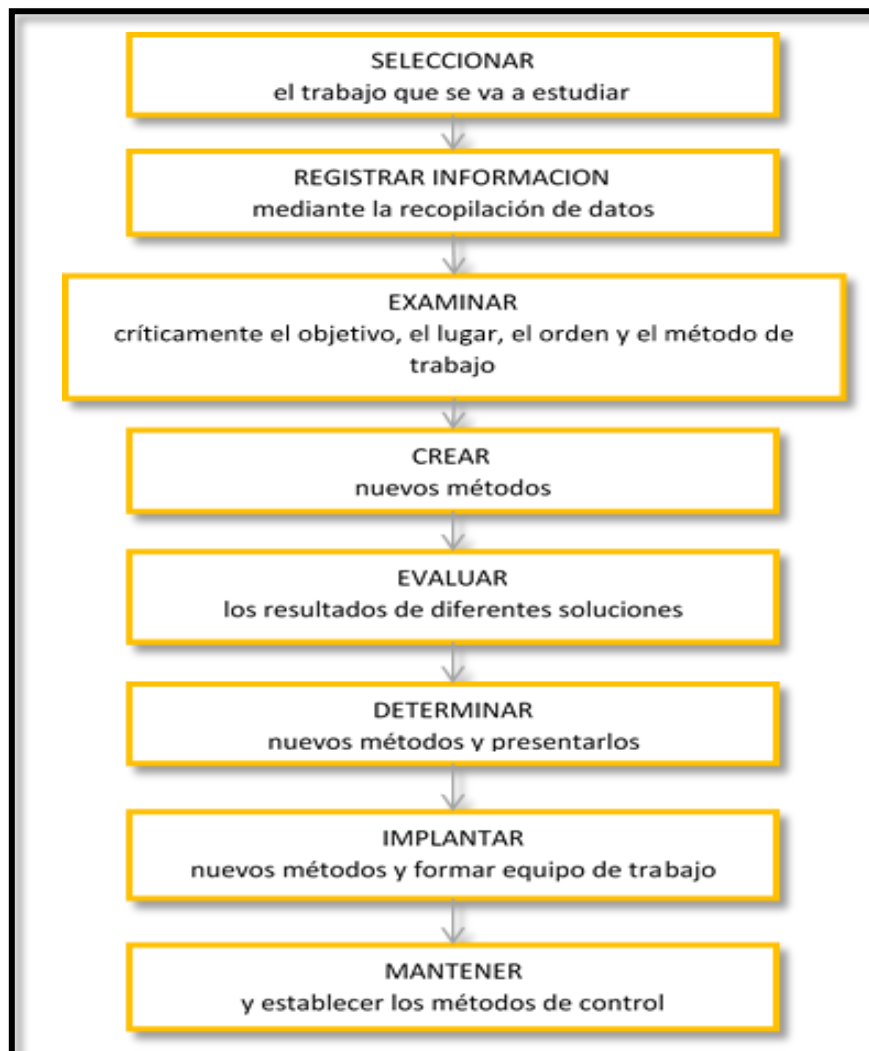 SELECCIONAR
el trabajo que se va a estudiar
REGISTRAR INFORMACION
mediante la recopilación de datos
EXAMINAR
críticamente el objetivo, el lugar, el orden y el método de
trabajo
CREAR
nuevos métodos
EVALUAR
los resultados de diferentes soluciones
DETERMINAR
nuevos métodos y presentarlos
IMPLANTAR
nuevos métodos y formar equipo de trabajo
MANTENER
y establecer los métodos de control